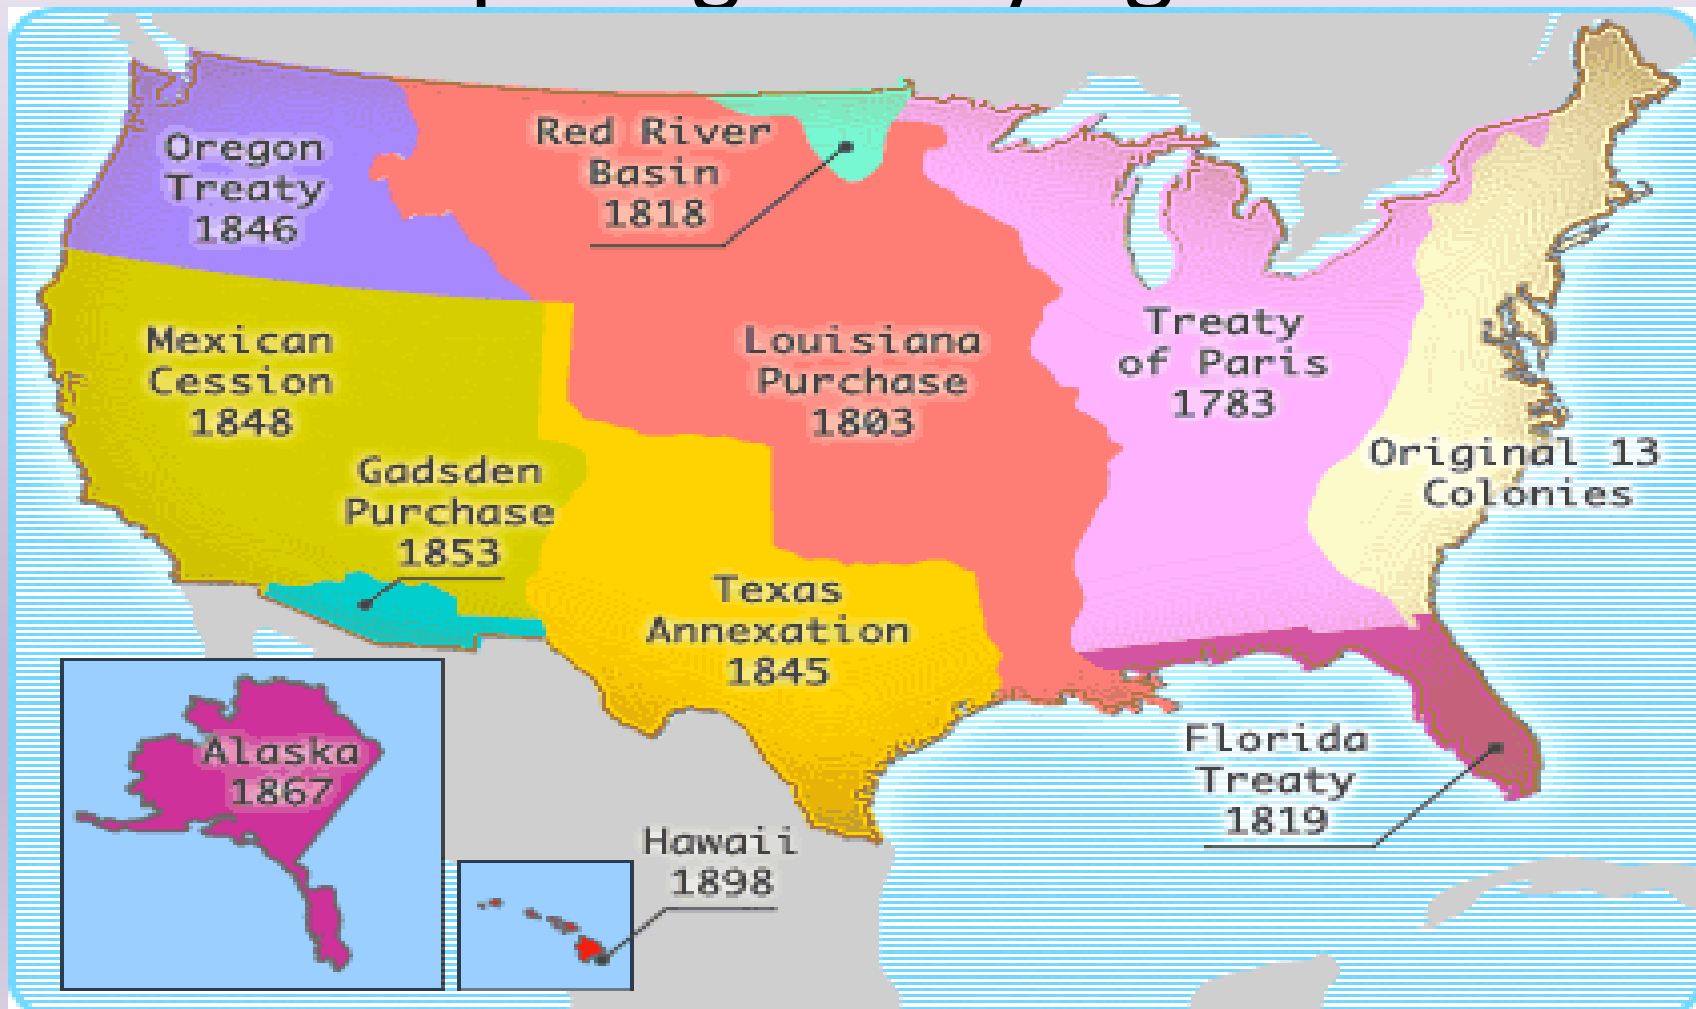 Oregon
Treaty
1846
Red River
Basin
1818
Mexican
Cession
1848
Louisiana
Purchase
1803
Treaty
of Paris
1783
Original 13
Colonies
Gadsden
Purchase
1853
Texas
Annexation
1845
Florida
Treaty
1819
Alaska
1867
Hawaii
1898